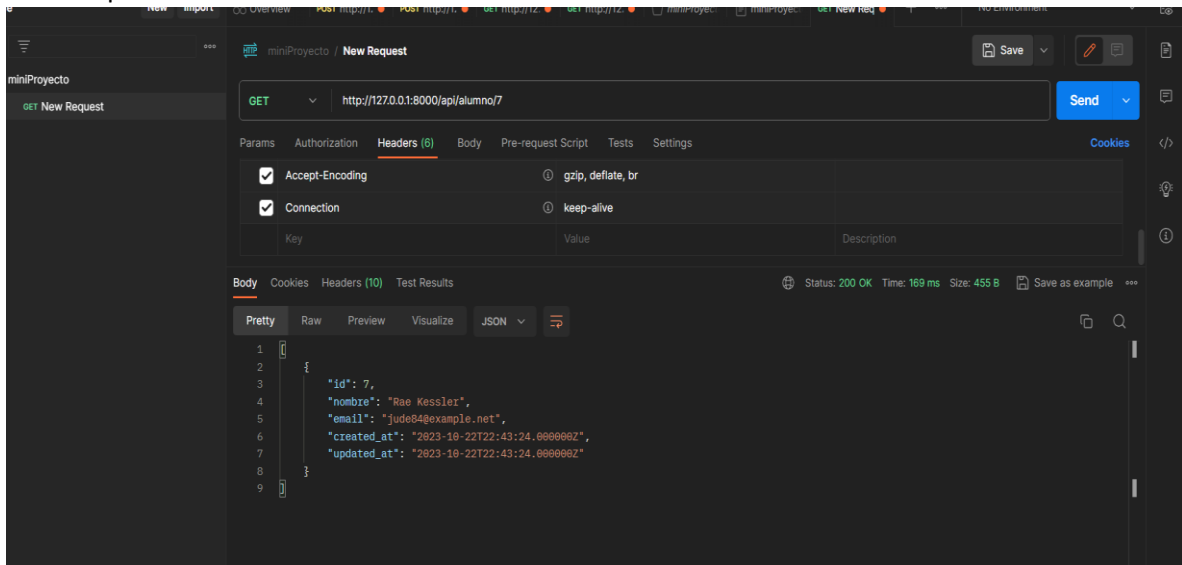 New Import Overview POST http://1. POST http://1. GET http://12. GET http://12. miniProyec GET New Req No Environment
miniProyecto / New Request Save
miniProyecto
GET New Request
GET http://127.0.0.1:8000/api/alumno/7 Send
Params Authorization Headers (6) Body Pre-request Script Tests Settings Cookies
Accept-Encoding gzip, deflate, br
Connection keep-alive
Key Value Description
Body Cookies Headers (10) Test Results Status: 200 OK Time: 169 ms Size: 455 B Save as example
Pretty Raw Preview Visualize JSON
1 [
2 {
3 "id": 7,
4 "nombre": "Rae Kessler",
5 "email": "jude84@example.net",
6 "created_at": "2023-10-22T22:43:24.000000Z",
7 "updated_at": "2023-10-22T22:43:24.000000Z"
8 }
9 ]